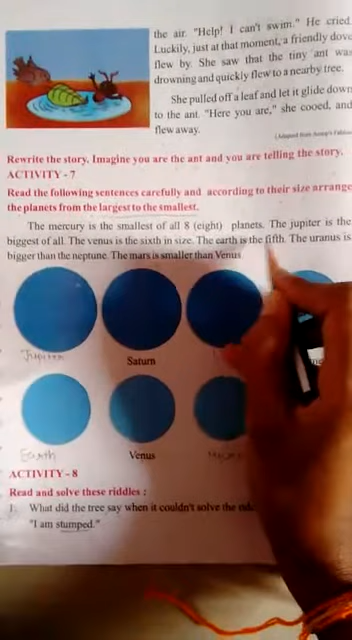 the air. "Help! I can't swim." He cried.
Luckily, just at that moment, a friendly dove
flew by. She saw that the tiny ant was
drowning and quickly flew to a nearby tree.
She pulled off a leaf and let it glide down
to the ant. "Here you are," she cooed, and
flew away.
(Adapted from Aesop's Fables
Rewrite the story. Imagine you are the ant and you are telling the story.
ACTIVITY - 7
Read the following sentences carefully and according to their size arrange
the planets from the largest to the smallest.
The mercury is the smallest of all 8 (eight) planets. The jupiter is the
biggest of all. The venus is the sixth in size. The earth is the fifth. The uranus is
bigger than the neptune. The mars is smaller than Venus
Jupiter
Saturn
Earth
Venus
ACTIVITY - 8
Read and solve these riddles :
1. What did the tree say when it couldn't solve the
"I am stumped."